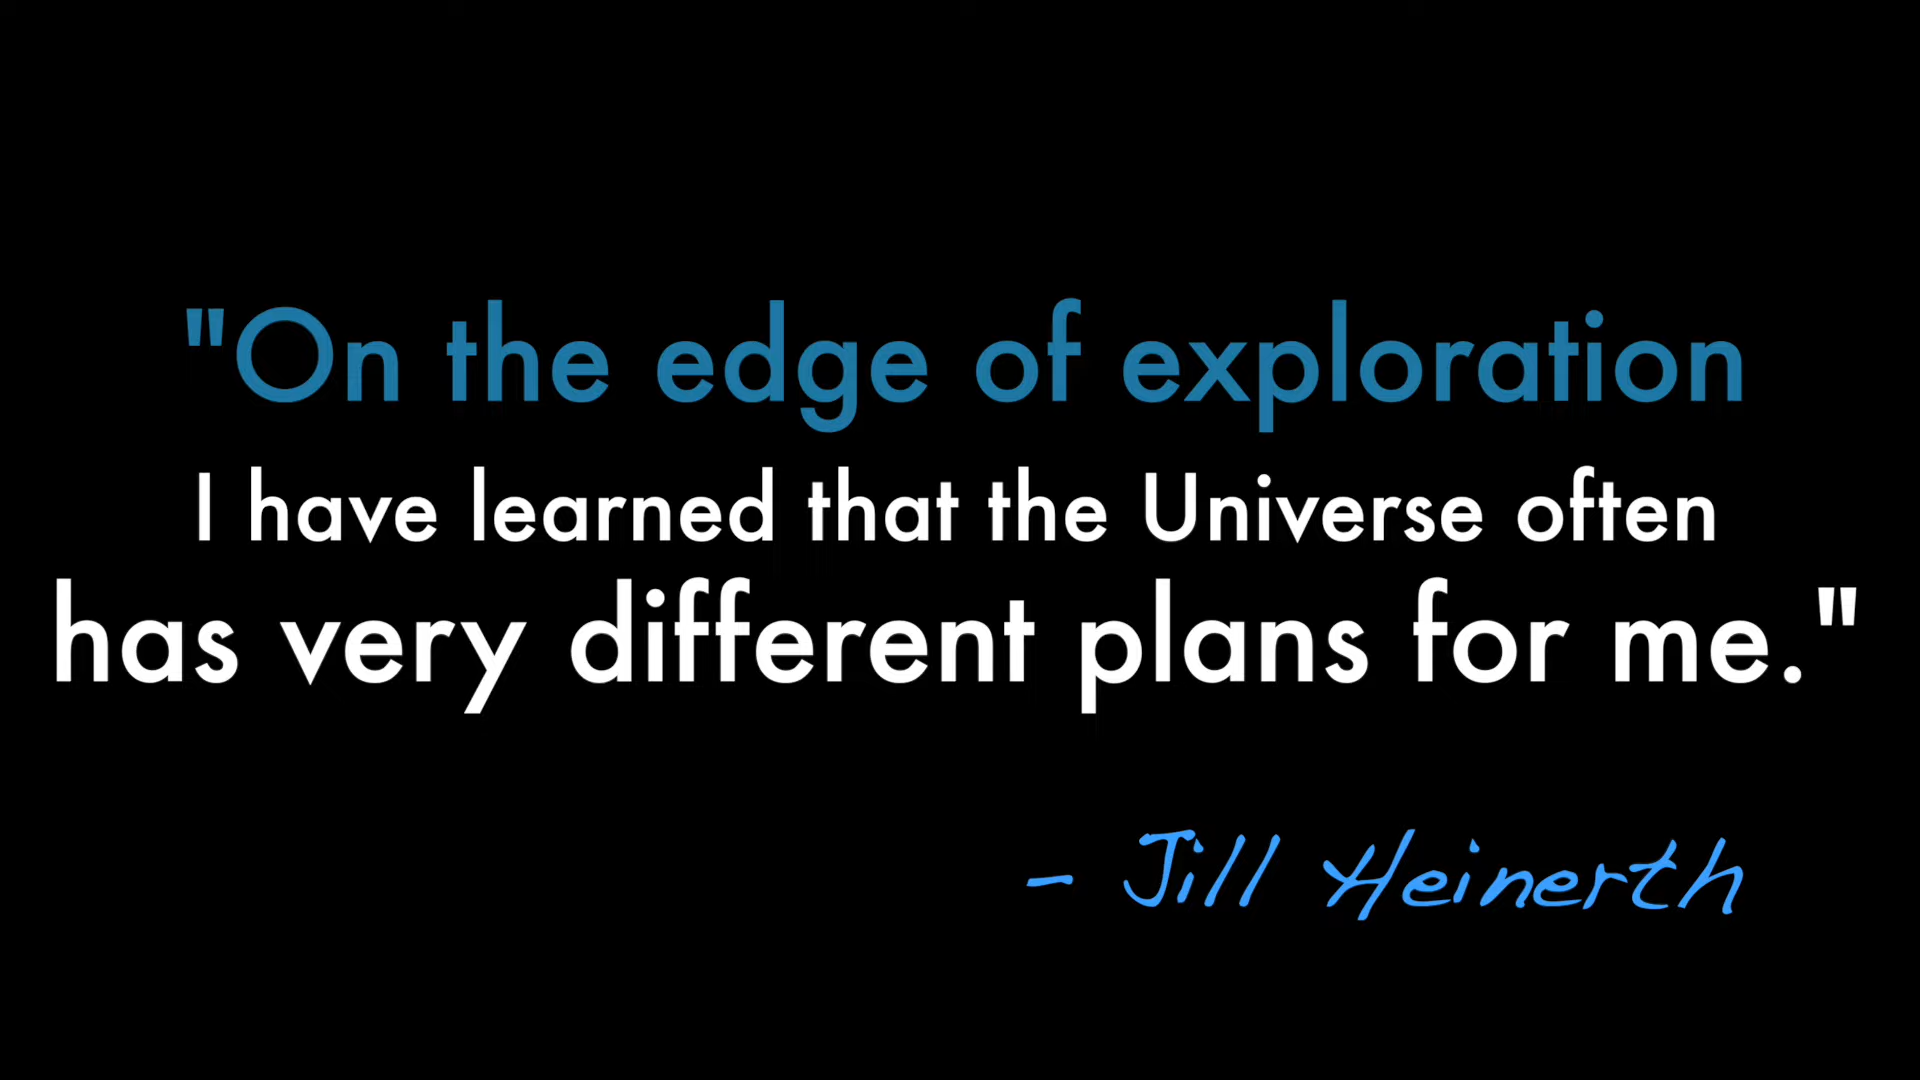 "On the edge of exploration
I have learned that the Universe often
has very different plans for me."
- Jill Heinerth